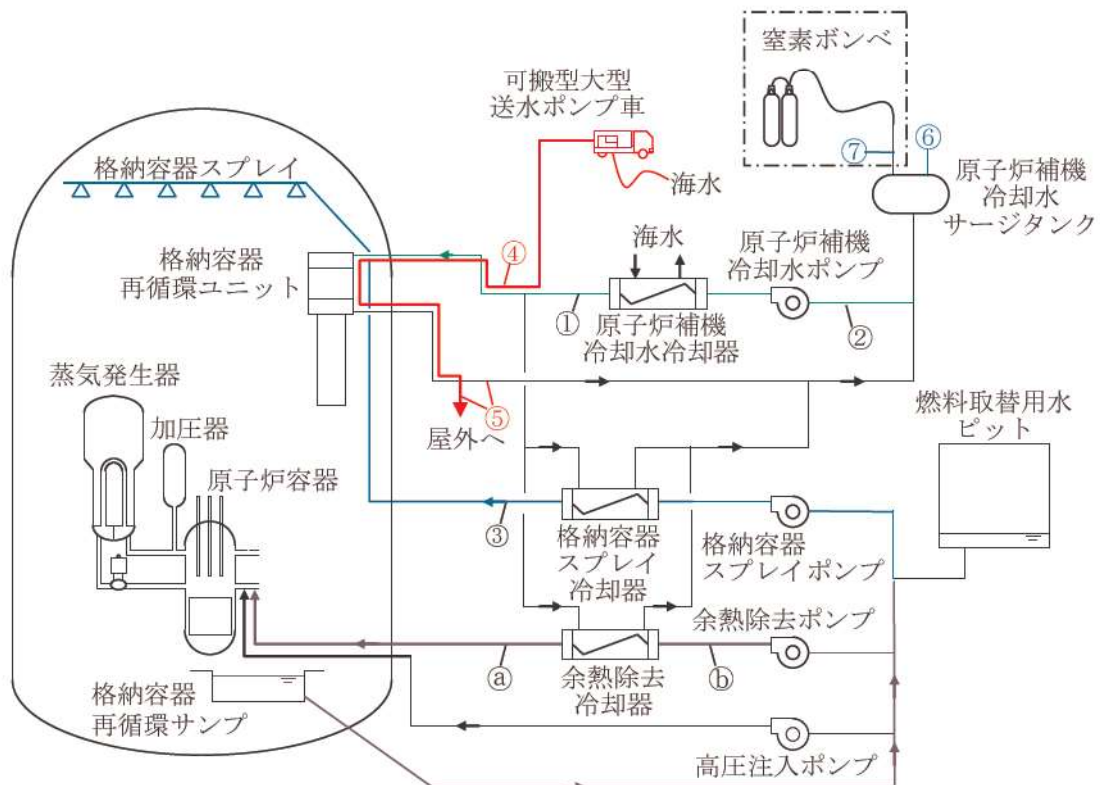 窒素ボンベ
可搬型大型
送水ポンプ車
⑦
⑥
格納容器スプレイ
海水
原子炉補機
冷却水
サージタンク
格納容器
再循環ユニット
④
海水
原子炉補機
冷却水ポンプ
①
原子炉補機
冷却水冷却器
②
蒸気発生器
加圧器
原子炉容器
⑤
屋外へ
燃料取替用水
ピット
③
格納容器
スプレイ
冷却器
格納容器
スプレイポンプ
余熱除去ポンプ
ⓐ
ⓑ
余熱除去
冷却器
格納容器
再循環サンプ
高圧注入ポンプ